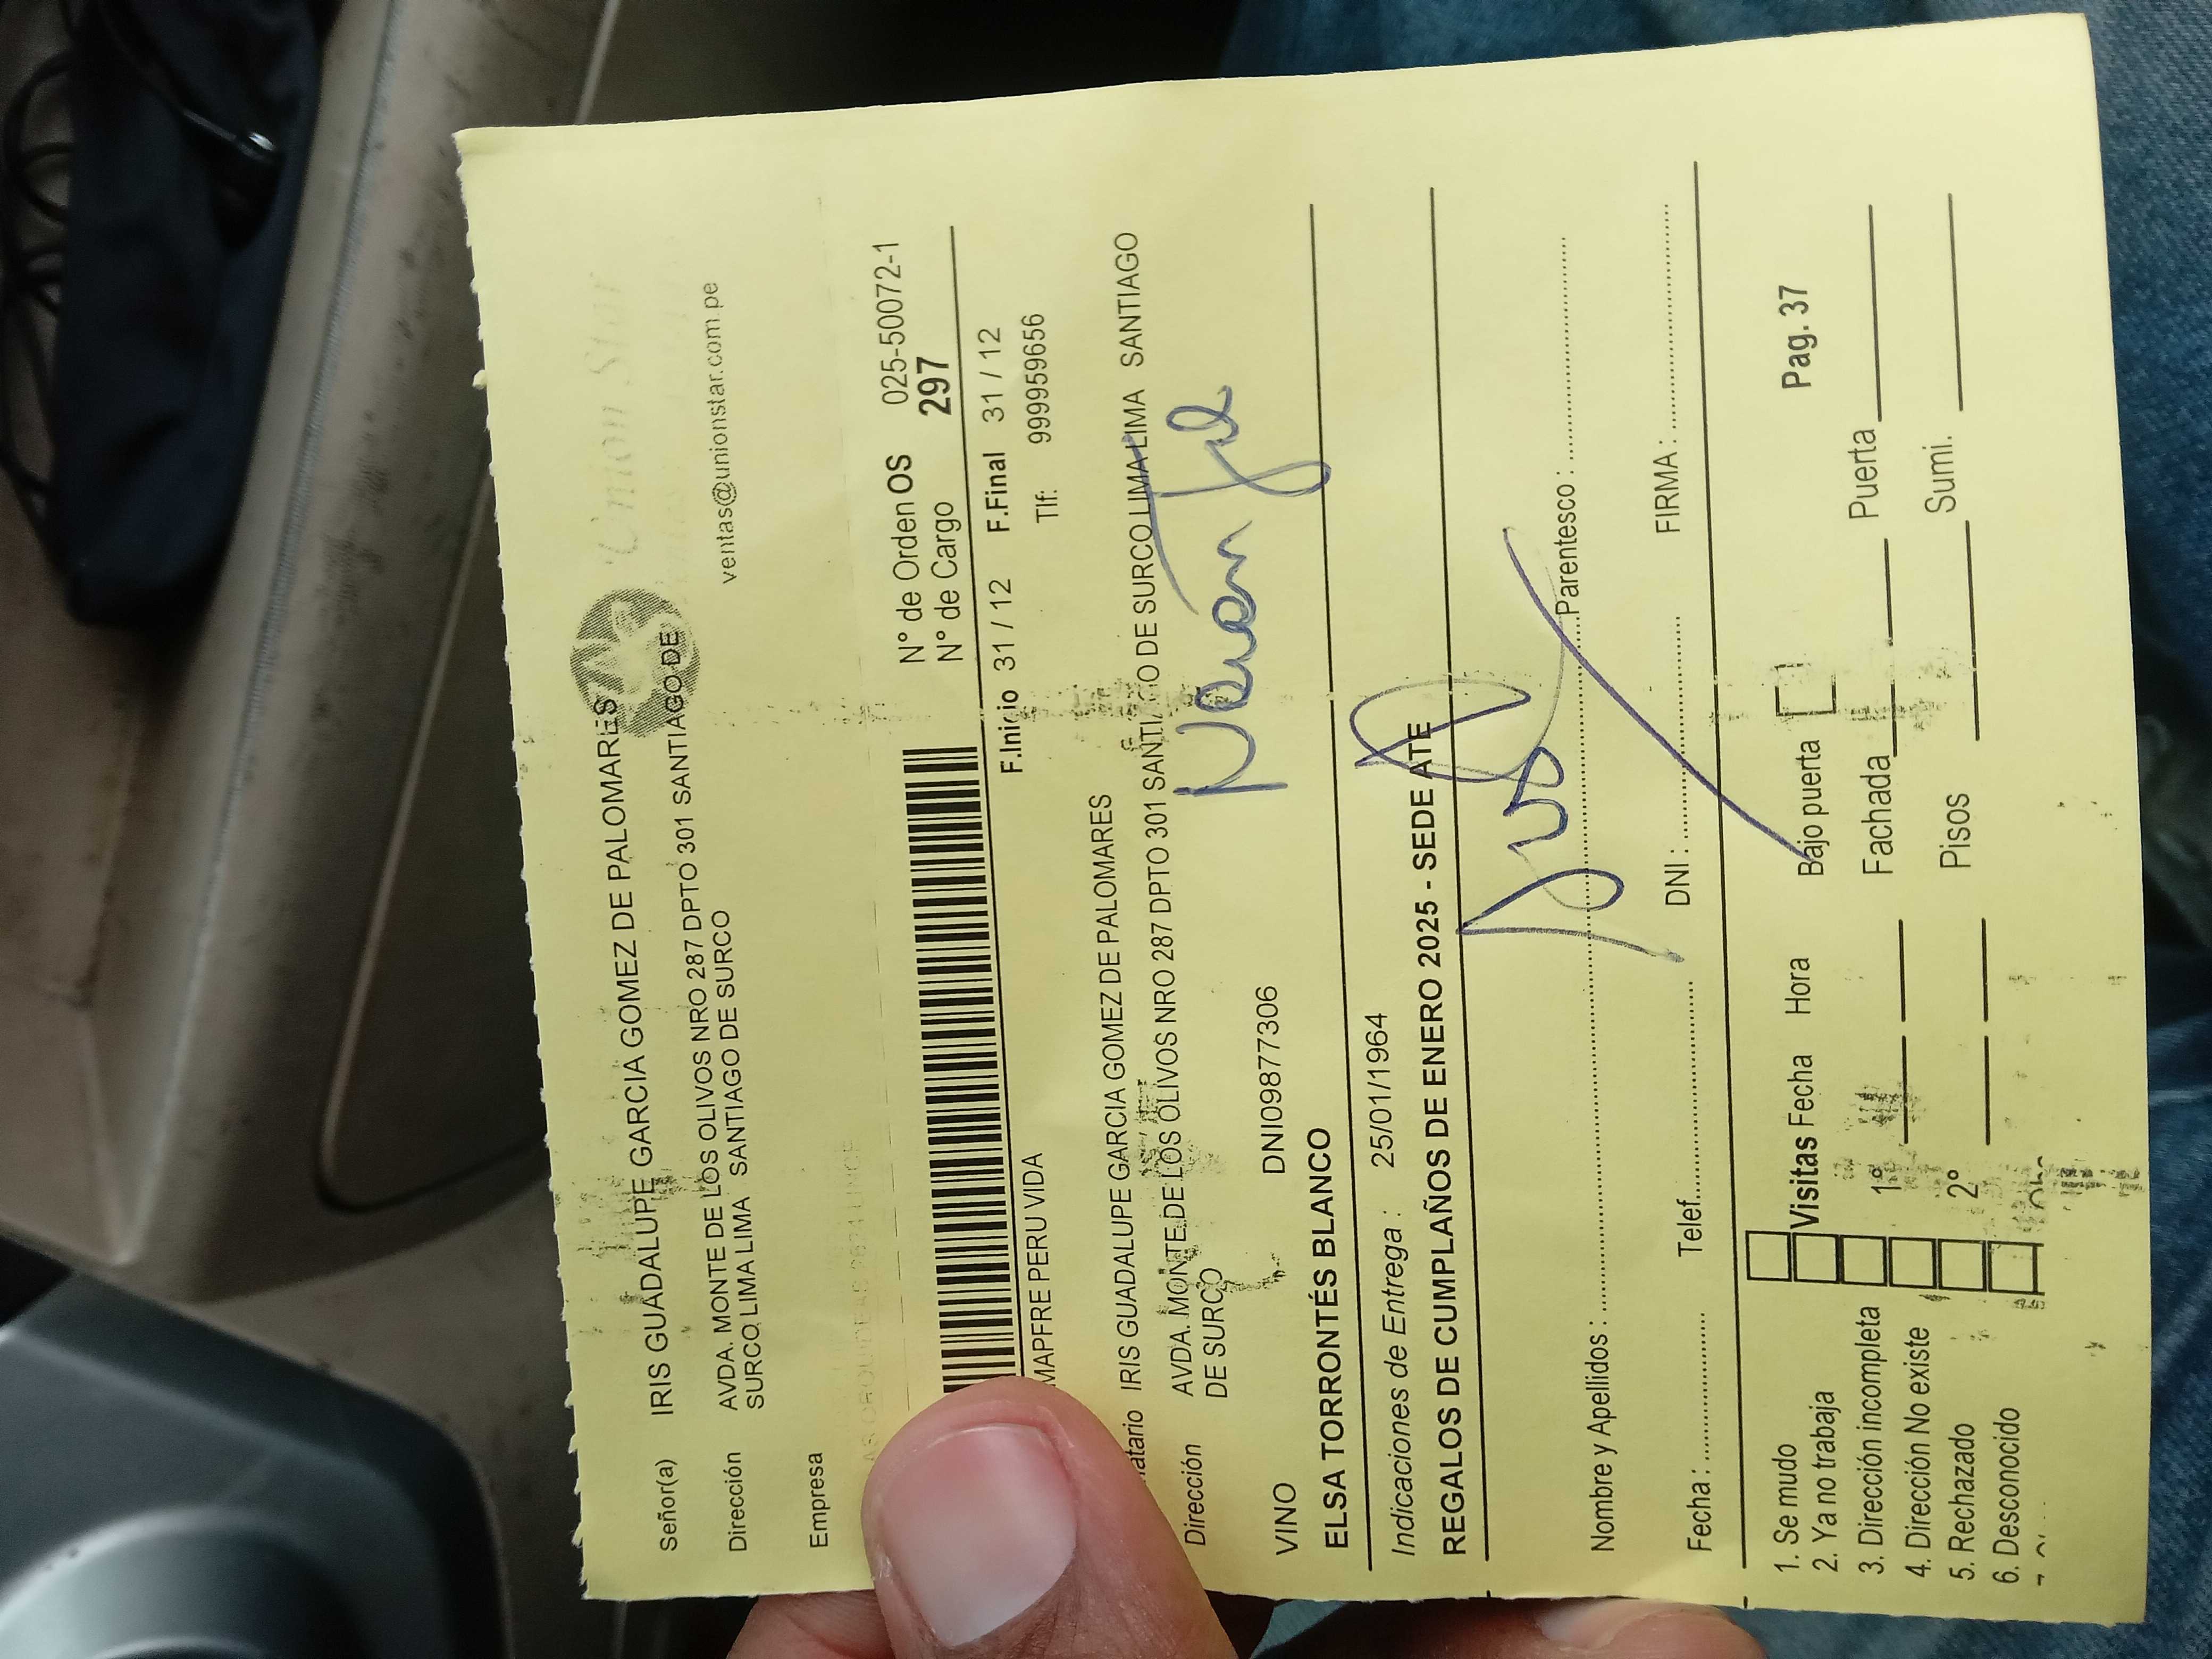 Union Star
Señor(a) IRIS GUADALUPE GARCIA GOMEZ DE PALOMARES
Dirección AVDA. MONTE DE LOS OLIVOS NRO 287 DPTO 301 SANTIAGO DE
SURCO LIMA LIMA SANTIAGO DE SURCO
ventas@unionstar.com.pe
Empresa
N° de Orden OS 025-50072-1
N° de Cargo 297
MAPFRE PERU VIDA
F.Inicio 31 / 12 F.Final 31 / 12
Tlf: 999959656
atario IRIS GUADALUPE GARCIA GOMEZ DE PALOMARES
Dirección AVDA. MONTE DE LOS OLIVOS NRO 287 DPTO 301 SANTIAGO DE SURCO LIMA LIMA SANTIAGO
DE SURCO
VINO DNI09877306
ELSA TORRONTÉS BLANCO
Indicaciones de Entrega : 25/01/1964
REGALOS DE CUMPLAÑOS DE ENERO 2025 - SEDE ATE
Nombre y Apellidos : Parentesco :
Fecha : Telef. DNI : FIRMA :
1. Se mudo
2. Ya no trabaja
3. Dirección incompleta
4. Dirección No existe
5. Rechazado
6. Desconocido
Visitas Fecha Hora Bajo puerta Pag. 37
1° Fachada Puerta
2° Pisos Sumi.